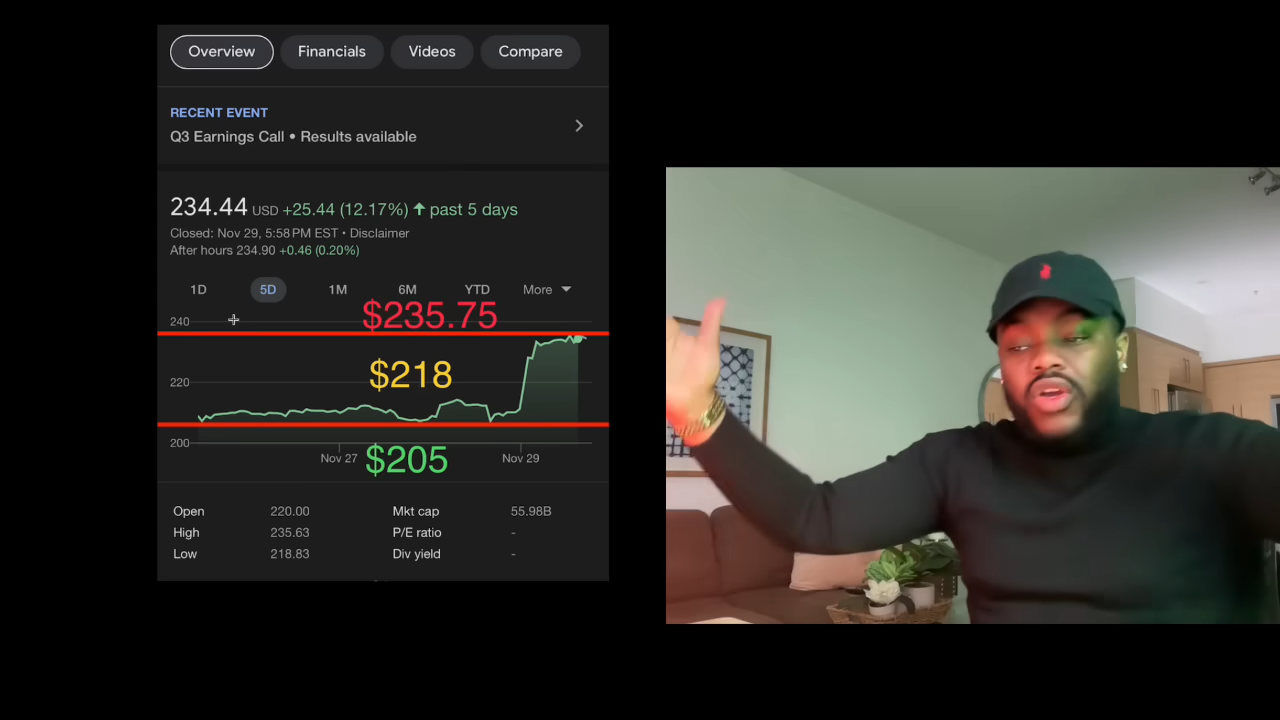 Overview Financials Videos Compare
RECENT EVENT
Q3 Earnings Call • Results available
234.44 USD +25.44 (12.17%) ↑ past 5 days
Closed: Nov 29, 5:58 PM EST • Disclaimer
After hours 234.90 +0.46 (0.20%)
1D 5D 1M 6M YTD More
$235.75
240
$218
220
200
Nov 27 $205 Nov 29
Open 220.00 Mkt cap 55.98B
High 235.63 P/E ratio -
Low 218.83 Div yield -